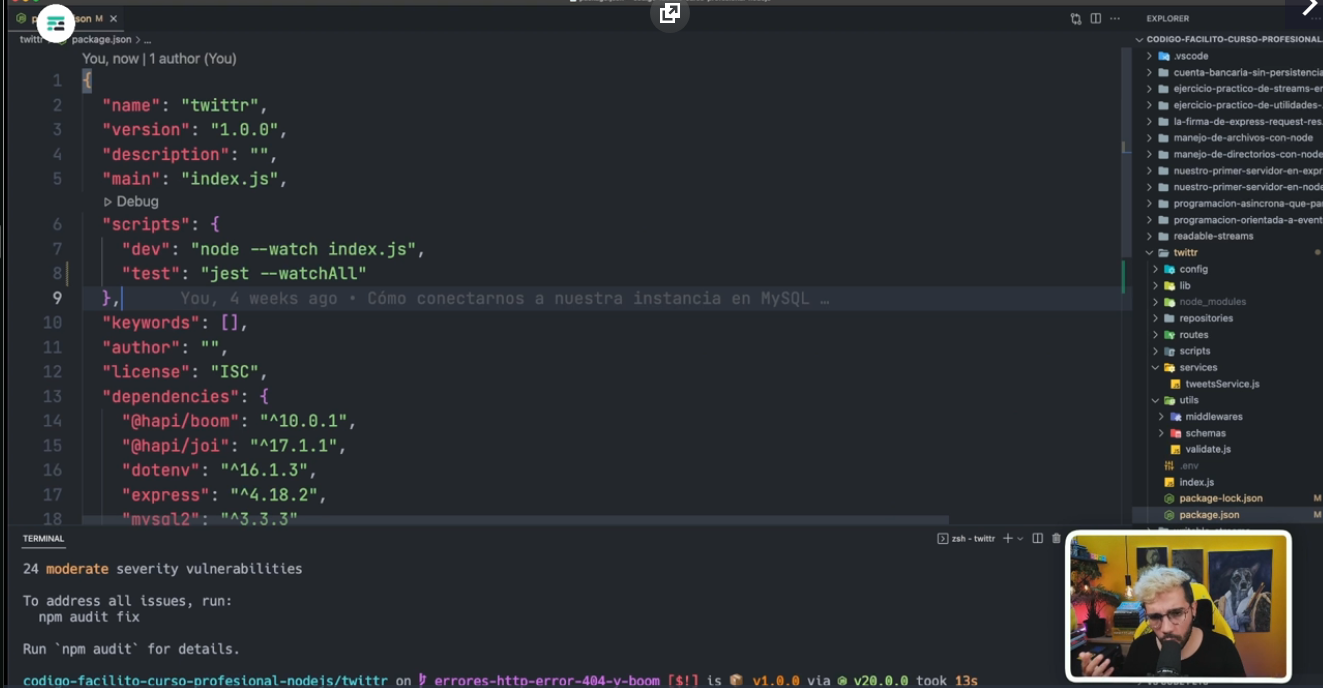 package.json M
EXPLORER
twittr > package.json > ...
You, now | 1 author (You)
1 {
2 "name": "twittr",
3 "version": "1.0.0",
4 "description": "",
5 "main": "index.js",
Debug
6 "scripts": {
7 "dev": "node --watch index.js",
8 "test": "jest --watchAll"
9 }, You, 4 weeks ago • Cómo conectarnos a nuestra instancia en MySQL …
10 "keywords": [],
11 "author": "",
12 "license": "ISC",
13 "dependencies": {
14 "@hapi/boom": "^10.0.1",
15 "@hapi/joi": "^17.1.1",
16 "dotenv": "^16.1.3",
17 "express": "^4.18.2",
18 "mysql2": "^3.3.3"
CODIGO-FACILITO-CURSO-PROFESIONAL
.vscode
cuenta-bancaria-sin-persistencia
ejercicio-practico-de-streams-en
ejercicio-practico-de-utilidades-
la-firma-de-express-request-res
manejo-de-archivos-con-node
manejo-de-directorios-con-node
nuestro-primer-servidor-en-expr
nuestro-primer-servidor-en-node
programacion-asincrona-que-pa
programacion-orientada-a-event
readable-streams
twittr
config
lib
node_modules
repositories
routes
scripts
services
tweetsService.js
utils
middlewares
schemas
validate.js
.env
index.js
package-lock.json M
package.json M
TERMINAL
zsh - twittr
24 moderate severity vulnerabilities
To address all issues, run:
npm audit fix
Run `npm audit` for details.
codigo-facilito-curso-profesional-nodejs/twittr on errores-http-error-404-y-boom [$!] is v1.0.0 via v20.0.0 took 13s